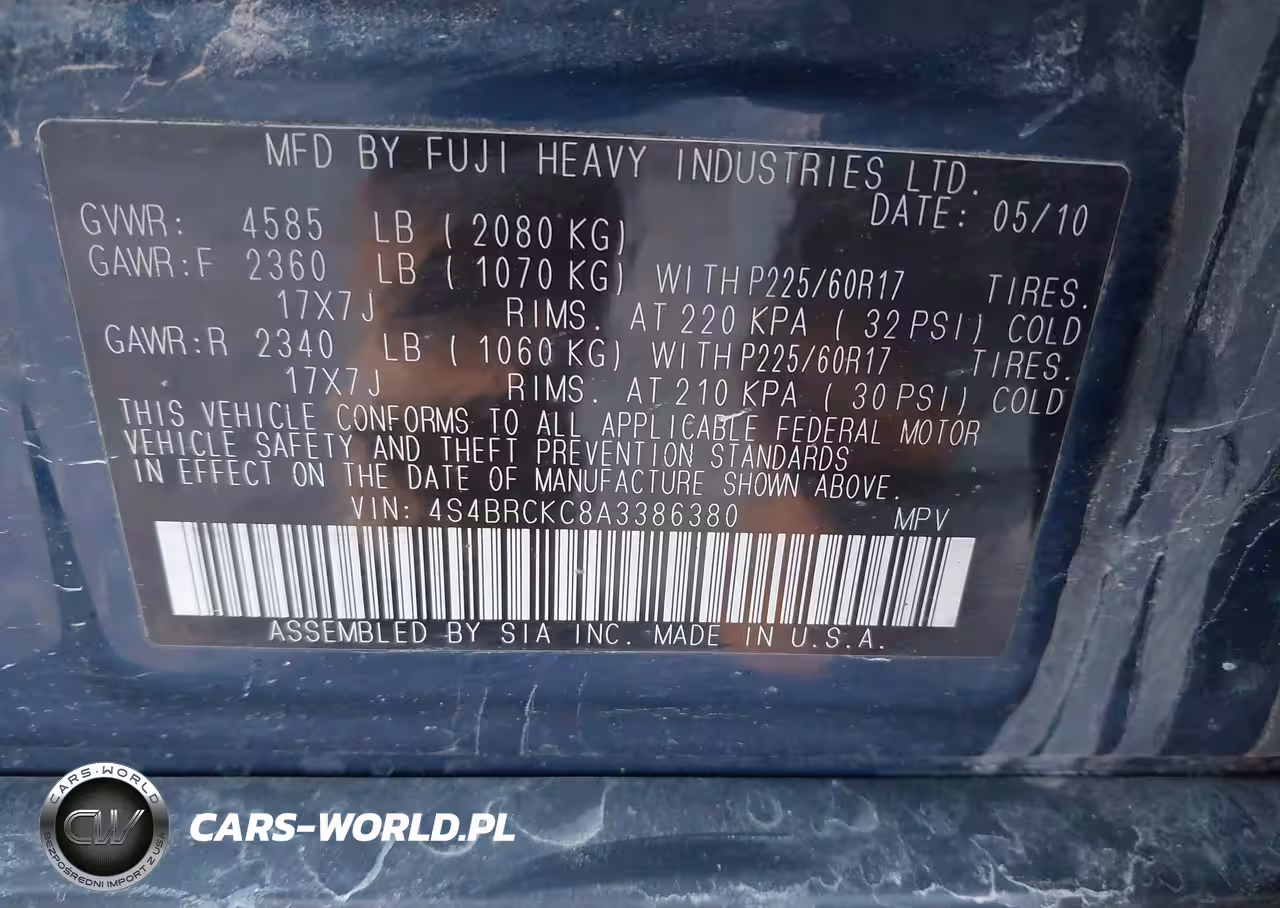 MFD BY FUJI HEAVY INDUSTRIES LTD.
DATE: 05/10
GVWR: 4585 LB ( 2080 KG)
GAWR:F 2360 LB ( 1070 KG) WITH P225/60R17 TIRES.
17X7J RIMS. AT 220 KPA ( 32 PSI) COLD
GAWR:R 2340 LB ( 1060 KG) WITH P225/60R17 TIRES.
17X7J RIMS. AT 210 KPA ( 30 PSI) COLD
THIS VEHICLE CONFORMS TO ALL APPLICABLE FEDERAL MOTOR
VEHICLE SAFETY AND THEFT PREVENTION STANDARDS
IN EFFECT ON THE DATE OF MANUFACTURE SHOWN ABOVE.
VIN: 4S4BRCKC8A3386380 MPV
ASSEMBLED BY SIA INC. MADE IN U.S.A.
CARS-WORLD
CW
BEZPOŚREDNI IMPORT Z USA
CARS-WORLD.PL